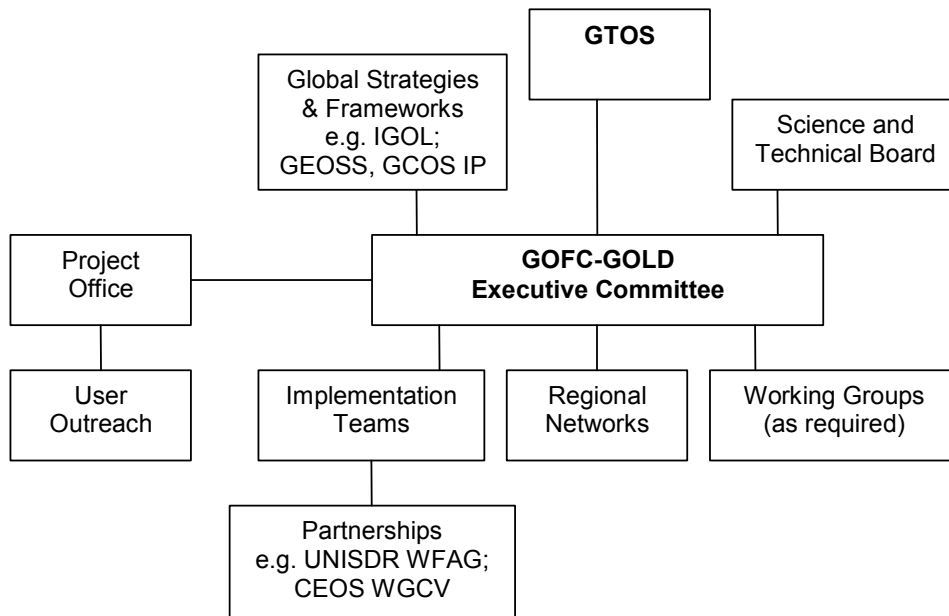 GTOS
Global Strategies
& Frameworks
e.g. IGOL;
GEOSS, GCOS IP
Science and
Technical Board
Project
Office
GOFC-GOLD
Executive Committee
User
Outreach
Implementation
Teams
Regional
Networks
Working Groups
(as required)
Partnerships
e.g. UNISDR WFAG;
CEOS WGCV